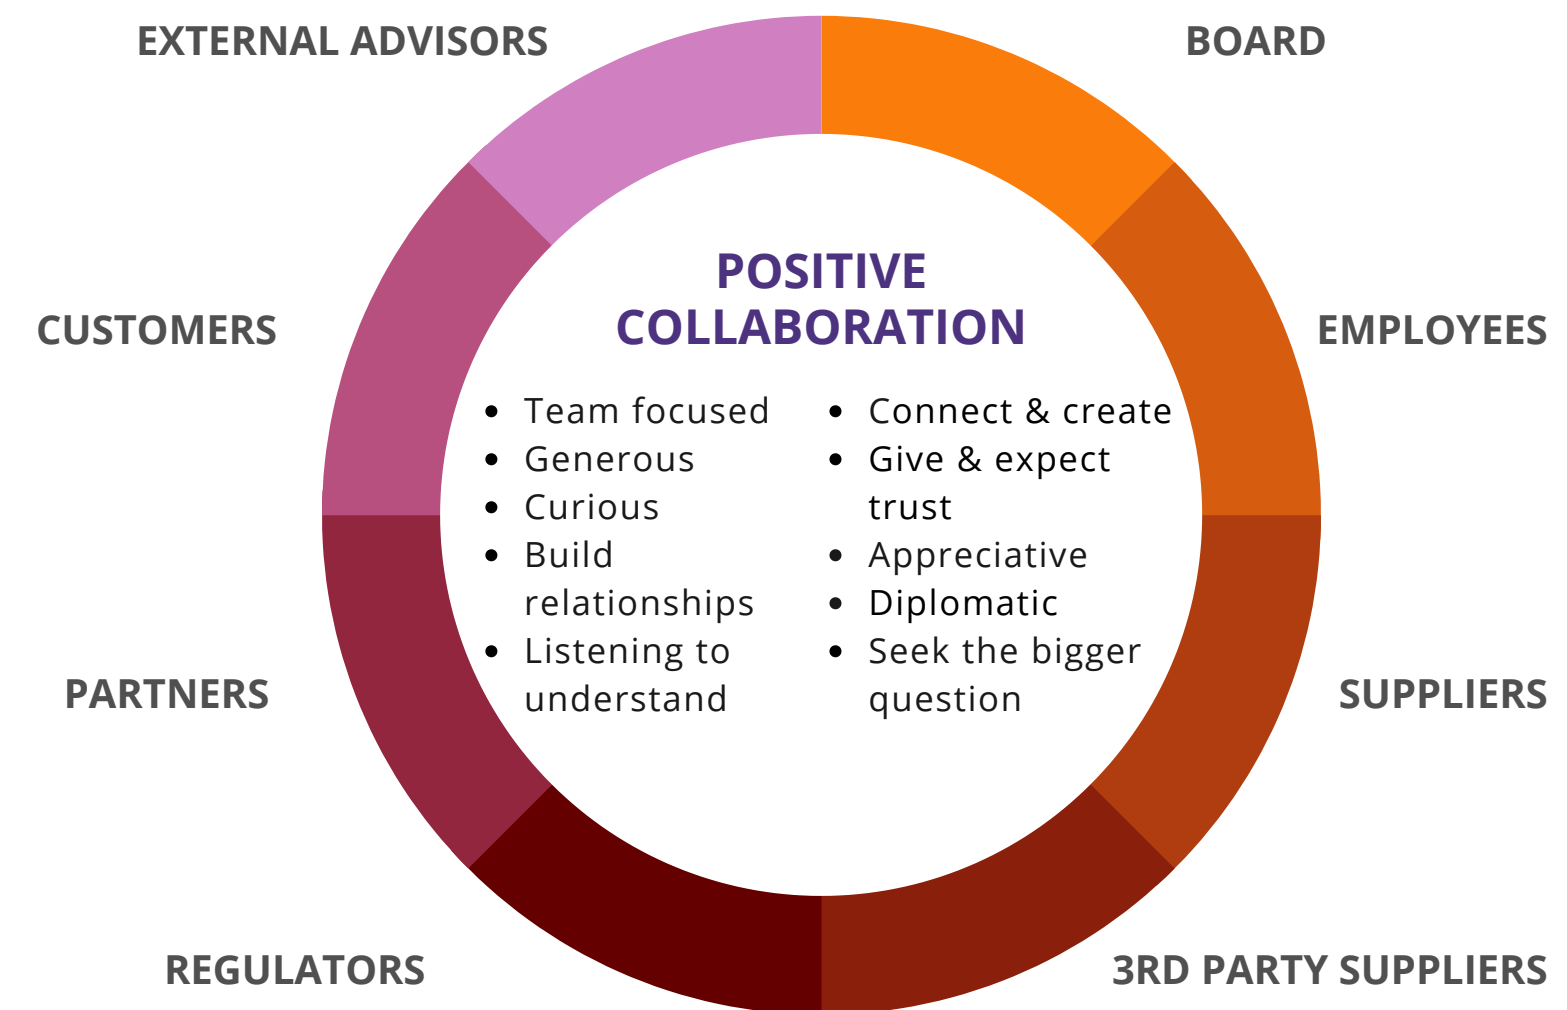 EXTERNAL ADVISORS
BOARD
CUSTOMERS
EMPLOYEES
POSITIVE
COLLABORATION
• Team focused
• Generous
• Curious
• Build
relationships
• Listening to
understand
• Connect & create
• Give & expect
trust
• Appreciative
• Diplomatic
• Seek the bigger
question
PARTNERS
SUPPLIERS
REGULATORS
3RD PARTY SUPPLIERS